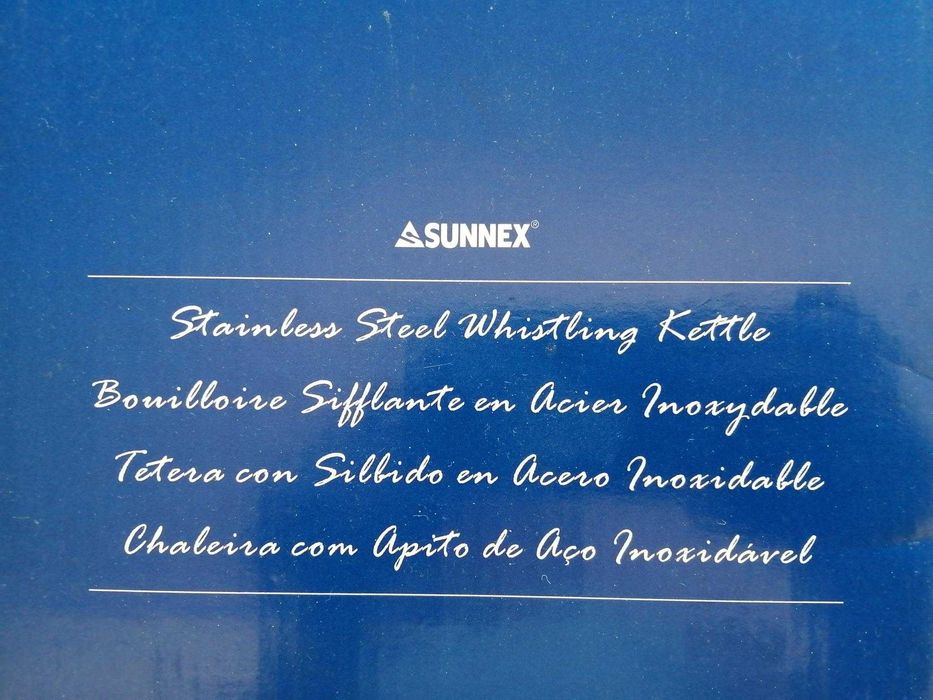 SUNNEX®
Stainless Steel Whistling Kettle
Bouilloire Sifflante en Acier Inoxydable
Tetera con Silbido en Acero Inoxidable
Chaleira com Apito de Aço Inoxidável